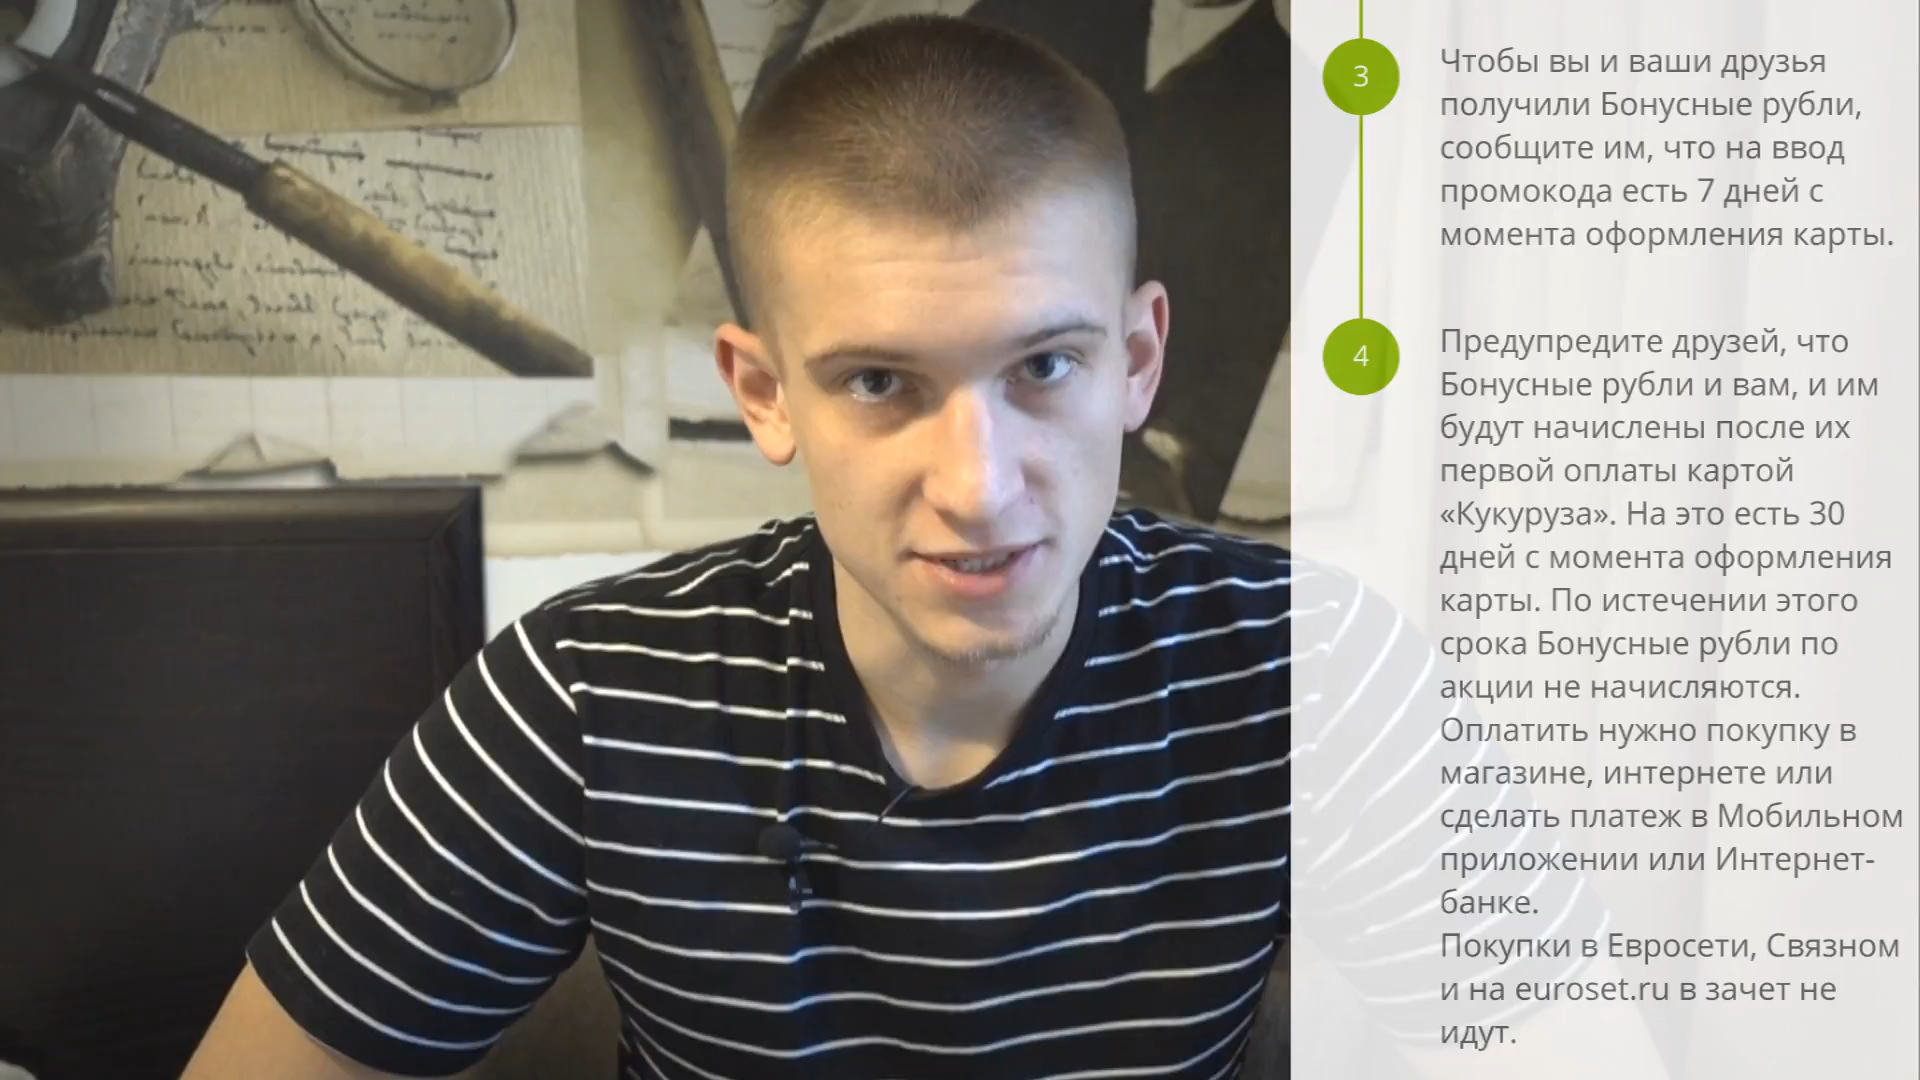 3
Чтобы вы и ваши друзья
получили Бонусные рубли,
сообщите им, что на ввод
промокода есть 7 дней с
момента оформления карты.
4
Предупредите друзей, что
Бонусные рубли и вам, и им
будут начислены после их
первой оплаты картой
«Кукуруза». На это есть 30
дней с момента оформления
карты. По истечении этого
срока Бонусные рубли по
акции не начисляются.
Оплатить нужно покупку в
магазине, интернете или
сделать платеж в Мобильном
приложении или Интернет-
банке.
Покупки в Евросети, Связном
и на euroset.ru в зачет не
идут.